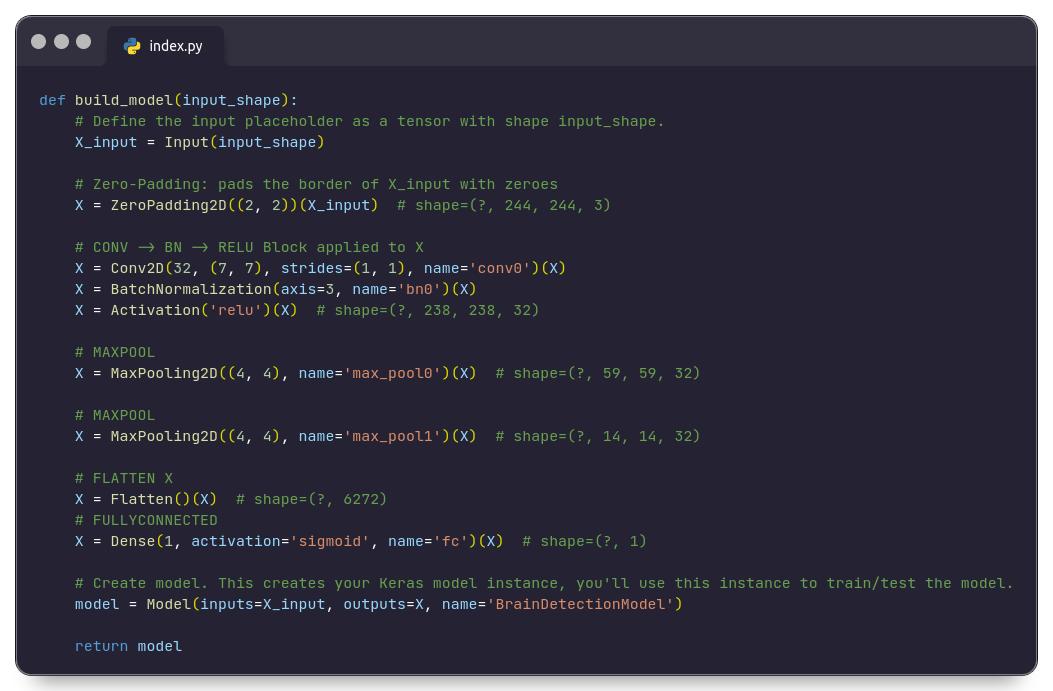 index.py
def build_model(input_shape):
    # Define the input placeholder as a tensor with shape input_shape.
    X_input = Input(input_shape)

    # Zero-Padding: pads the border of X_input with zeroes
    X = ZeroPadding2D((2, 2))(X_input)  # shape=(?, 244, 244, 3)

    # CONV -> BN -> RELU Block applied to X
    X = Conv2D(32, (7, 7), strides=(1, 1), name='conv0')(X)
    X = BatchNormalization(axis=3, name='bn0')(X)
    X = Activation('relu')(X)  # shape=(?, 238, 238, 32)

    # MAXPOOL
    X = MaxPooling2D((4, 4), name='max_pool0')(X)  # shape=(?, 59, 59, 32)

    # MAXPOOL
    X = MaxPooling2D((4, 4), name='max_pool1')(X)  # shape=(?, 14, 14, 32)

    # FLATTEN X
    X = Flatten()(X)  # shape=(?, 6272)
    # FULLYCONNECTED
    X = Dense(1, activation='sigmoid', name='fc')(X)  # shape=(?, 1)

    # Create model. This creates your Keras model instance, you'll use this instance to train/test the model.
    model = Model(inputs=X_input, outputs=X, name='BrainDetectionModel')

    return model